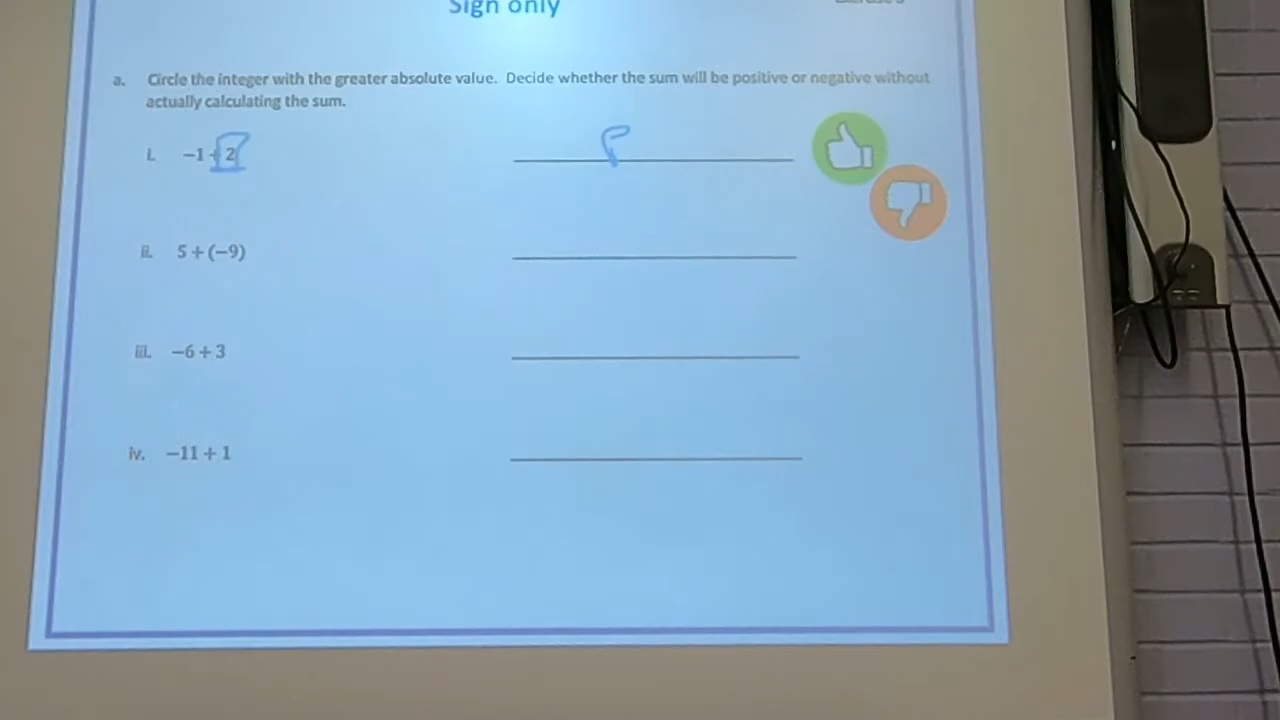 Sign only
a. Circle the integer with the greater absolute value. Decide whether the sum will be positive or negative without
actually calculating the sum.
i. −1 + 2 P
ii. 5 + (−9)
iii. −6 + 3
iv. −11 + 1